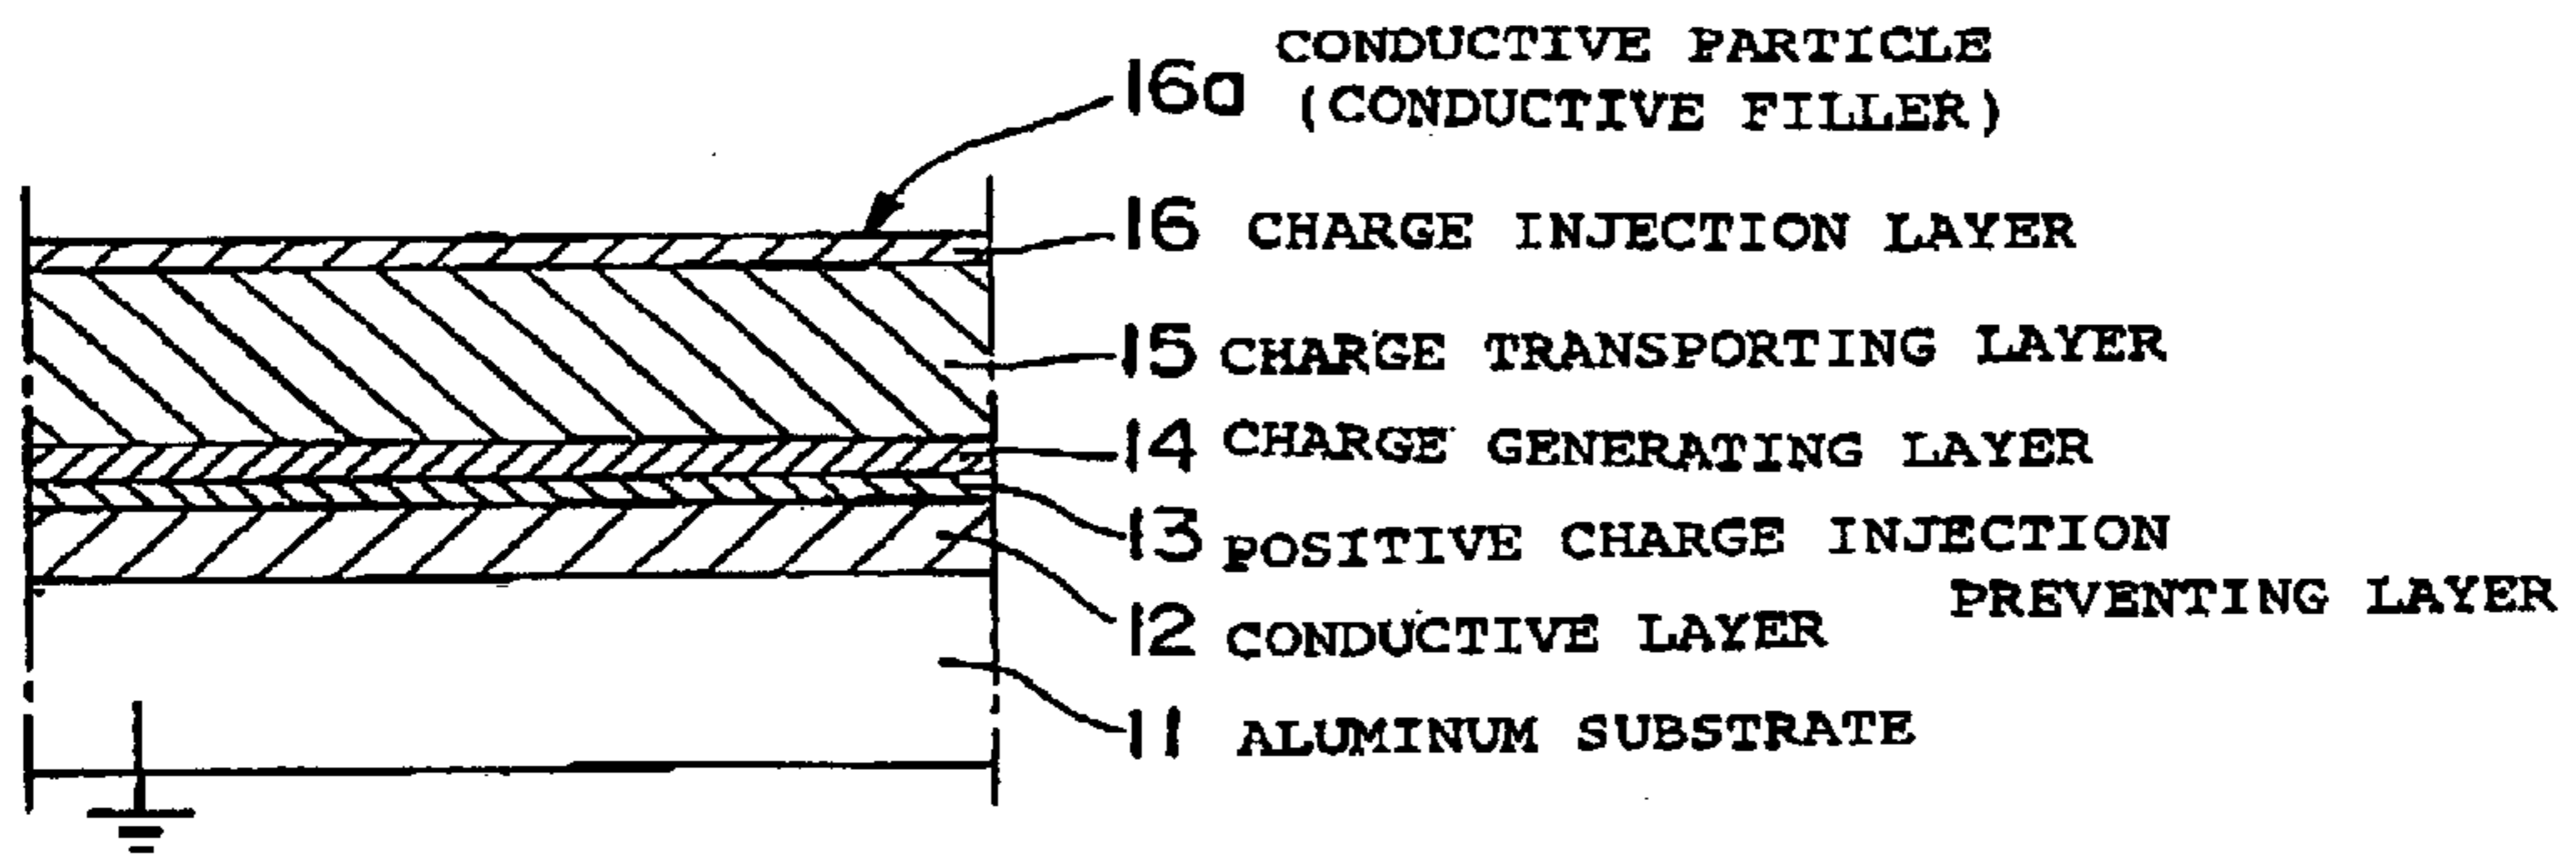 16a CONDUCTIVE PARTICLE
(CONDUCTIVE FILLER)
16 CHARGE INJECTION LAYER
15 CHARGE TRANSPORTING LAYER
14 CHARGE GENERATING LAYER
13 POSITIVE CHARGE INJECTION
PREVENTING LAYER
12 CONDUCTIVE LAYER
11 ALUMINUM SUBSTRATE